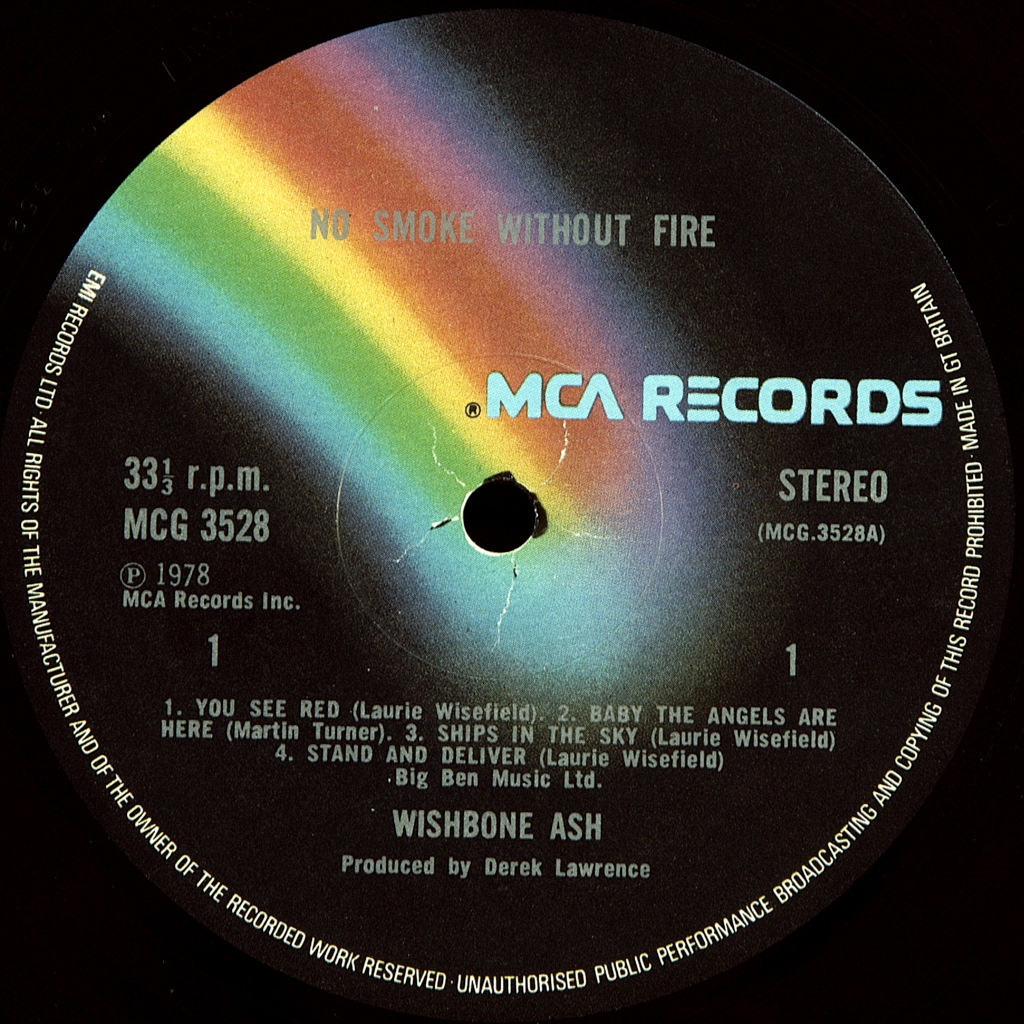 NO SMOKE WITHOUT FIRE
® MCA RECORDS
33⅓ r.p.m.
MCG 3528
STEREO
(MCG.3528A)
℗ 1978
MCA Records Inc.
1
1
1. YOU SEE RED (Laurie Wisefield). 2. BABY THE ANGELS ARE
HERE (Martin Turner). 3. SHIPS IN THE SKY (Laurie Wisefield)
4. STAND AND DELIVER (Laurie Wisefield)
Big Ben Music Ltd.
WISHBONE ASH
Produced by Derek Lawrence
EMI RECORDS LTD · ALL RIGHTS OF THE MANUFACTURER AND OF THE OWNER OF THE RECORDED WORK RESERVED · UNAUTHORISED PUBLIC PERFORMANCE BROADCASTING AND COPYING OF THIS RECORD PROHIBITED · MADE IN GT BRITAIN